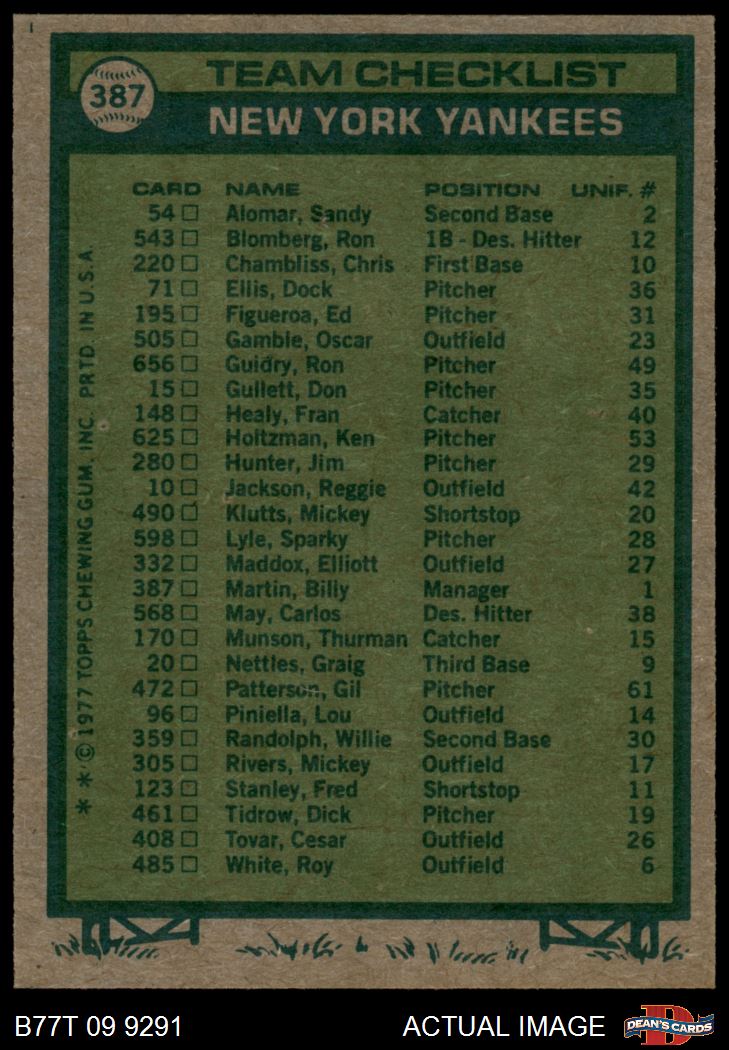 387
TEAM CHECKLIST
NEW YORK YANKEES
CARD NAME POSITION UNIF. #
54 Alomar, Sandy Second Base 2
543 Blomberg, Ron 1B - Des. Hitter 12
220 Chambliss, Chris First Base 10
71 Ellis, Dock Pitcher 36
195 Figueroa, Ed Pitcher 31
505 Gamble, Oscar Outfield 23
656 Guidry, Ron Pitcher 49
15 Gullett, Don Pitcher 35
148 Healy, Fran Catcher 40
625 Holtzman, Ken Pitcher 53
280 Hunter, Jim Pitcher 29
10 Jackson, Reggie Outfield 42
490 Klutts, Mickey Shortstop 20
598 Lyle, Sparky Pitcher 28
332 Maddox, Elliott Outfield 27
387 Martin, Billy Manager 1
568 May, Carlos Des. Hitter 38
170 Munson, Thurman Catcher 15
20 Nettles, Graig Third Base 9
472 Patterson, Gil Pitcher 61
96 Piniella, Lou Outfield 14
359 Randolph, Willie Second Base 30
305 Rivers, Mickey Outfield 17
123 Stanley, Fred Shortstop 11
461 Tidrow, Dick Pitcher 19
408 Tovar, Cesar Outfield 26
485 White, Roy Outfield 6
* * © 1977 TOPPS CHEWING GUM, INC. PRTD. IN U.S.A.
B77T 09 9291 ACTUAL IMAGE
DEAN'S CARDS